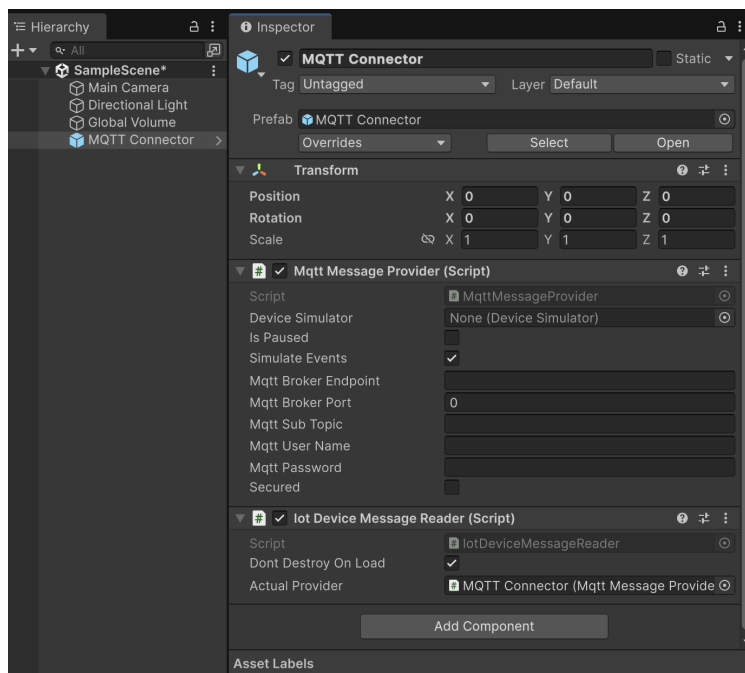 Hierarchy
All
SampleScene*
Main Camera
Directional Light
Global Volume
MQTT Connector
Inspector
MQTT Connector
Static
Tag Untagged
Layer Default
Prefab MQTT Connector
Overrides
Select
Open
Transform
Position X 0 Y 0 Z 0
Rotation X 0 Y 0 Z 0
Scale X 1 Y 1 Z 1
# Mqtt Message Provider (Script)
Script # MqttMessageProvider
Device Simulator None (Device Simulator)
Is Paused
Simulate Events
Mqtt Broker Endpoint
Mqtt Broker Port 0
Mqtt Sub Topic
Mqtt User Name
Mqtt Password
Secured
# Iot Device Message Reader (Script)
Script # IotDeviceMessageReader
Dont Destroy On Load
Actual Provider # MQTT Connector (Mqtt Message Provide
Add Component
Asset Labels